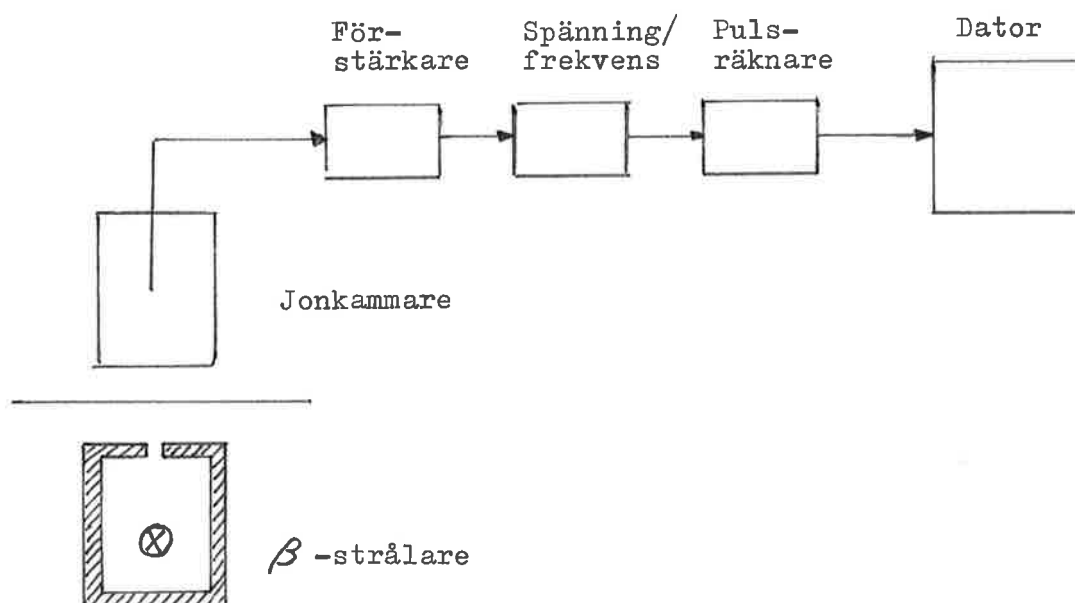 För-
stärkare
Spänning/
frekvens
Puls-
räknare
Dator
Jonkammare
β -strålare